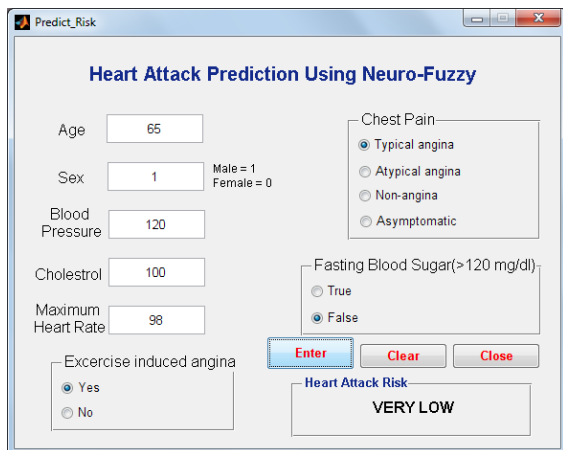 Predict_Risk
Heart Attack Prediction Using Neuro-Fuzzy
Age
65
Sex
1
Male = 1
Female = 0
Blood
Pressure
120
Cholestrol
100
Maximum
Heart Rate
98
Excercise induced angina
Yes
No
Chest Pain
Typical angina
Atypical angina
Non-angina
Asymptomatic
Fasting Blood Sugar(>120 mg/dl)
True
False
Enter
Clear
Close
Heart Attack Risk
VERY LOW